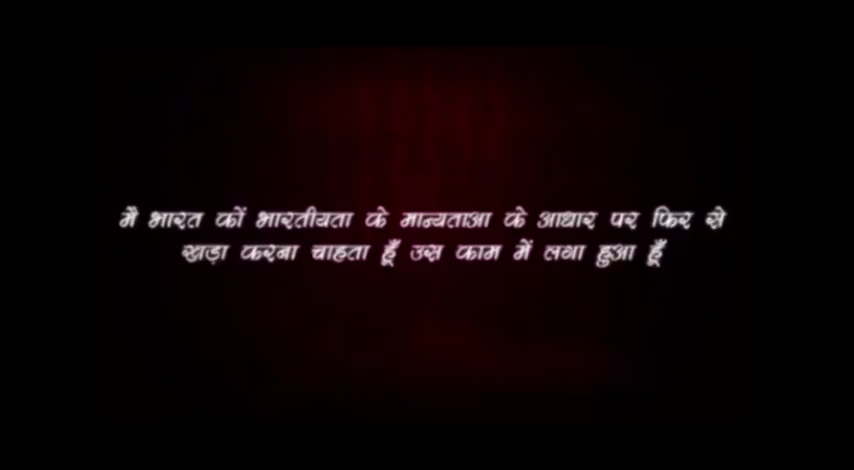 मै भारत कों भारतीयता के मान्यताआ के आधार पर फिर से
खड़ा करना चाहता हूँ उस काम में लगा हुआ हूँ